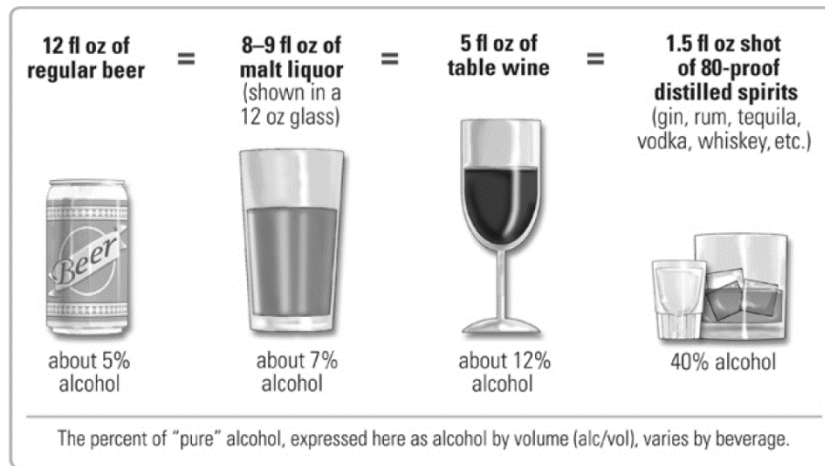 12 fl oz of
regular beer
=
8–9 fl oz of
malt liquor
(shown in a
12 oz glass)
=
5 fl oz of
table wine
=
1.5 fl oz shot
of 80-proof
distilled spirits
(gin, rum, tequila,
vodka, whiskey, etc.)
Beer
about 5%
alcohol
about 7%
alcohol
about 12%
alcohol
40% alcohol
The percent of “pure” alcohol, expressed here as alcohol by volume (alc/vol), varies by beverage.